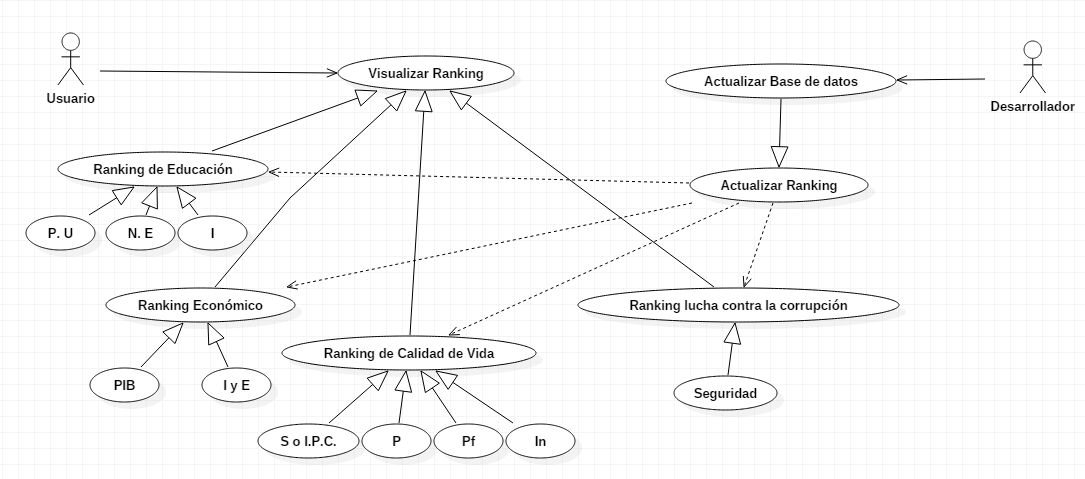 Usuario
Visualizar Ranking
Actualizar Base de datos
Desarrollador
Ranking de Educación
Actualizar Ranking
P. U
N. E
I
Ranking Económico
Ranking lucha contra la corrupción
Ranking de Calidad de Vida
PIB
I y E
Seguridad
S o I.P.C.
P
Pf
In